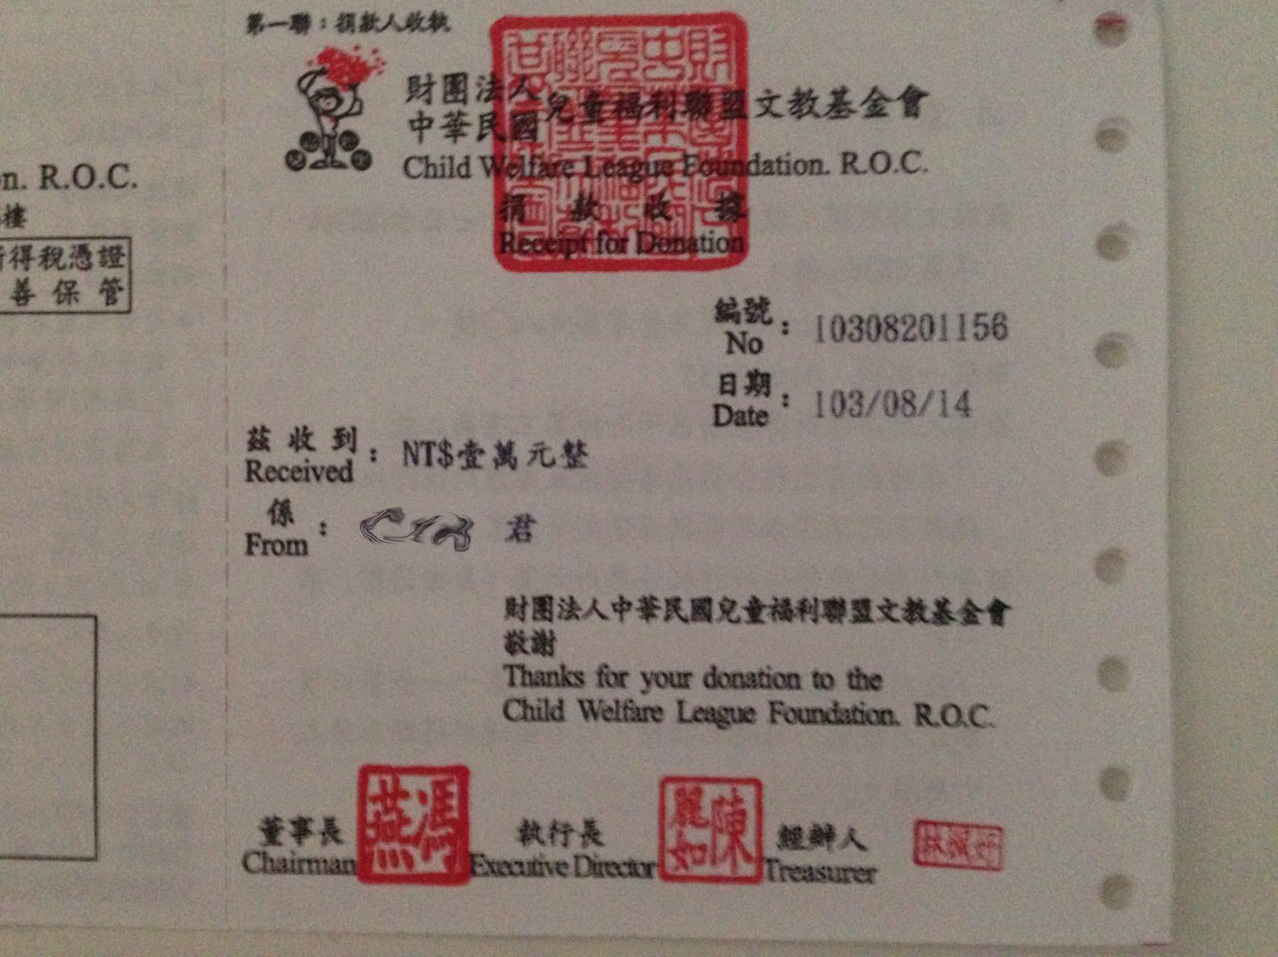 第一聯：捐款人收執
財團法人
中華民國
兒童福利聯盟文教基金會
Child Welfare League Foundation. R.O.C.
捐款收據
Receipt for Donation
n. R.O.C.
樓
得稅憑證
善保管
編號
No
：10308201156
日期
Date
：103/08/14
茲收到
Received
：NT$壹萬元整
係
From
：
君
財團法人中華民國兒童福利聯盟文教基金會
敬謝
Thanks for your donation to the
Child Welfare League Foundation. R.O.C.
董事長
Chairman
馮燕
執行長
Executive Director
陳麗如
經辦人
Treasurer